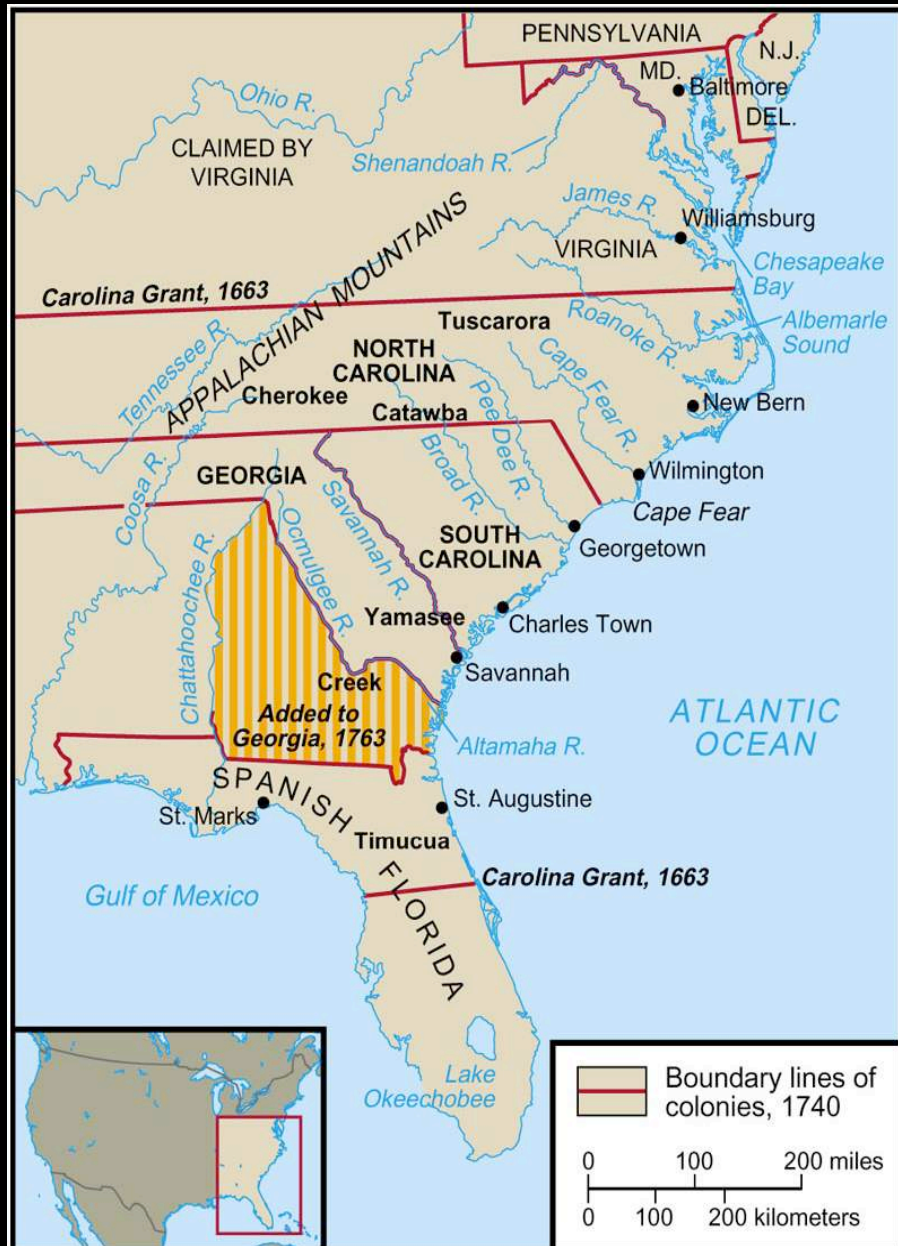 PENNSYLVANIA
N.J.
MD.
Baltimore
DEL.
Ohio R.
CLAIMED BY
VIRGINIA
Shenandoah R.
James R.
Williamsburg
VIRGINIA
Chesapeake
Bay
APPALACHIAN MOUNTAINS
Carolina Grant, 1663
Tuscarora
Roanoke R.
Albemarle
Sound
Tennessee R.
NORTH
CAROLINA
Cape Fear R.
Pee Dee R.
Cherokee
Catawba
New Bern
Broad R.
Coosa R.
GEORGIA
Savannah R.
Wilmington
Cape Fear
Ocmulgee R.
SOUTH
CAROLINA
Georgetown
Chattahoochee R.
Yamasee
Charles Town
Savannah
Creek
Added to
Georgia, 1763
Altamaha R.
ATLANTIC
OCEAN
SPANISH FLORIDA
St. Marks
St. Augustine
Timucua
Carolina Grant, 1663
Gulf of Mexico
Lake
Okeechobee
Boundary lines of
colonies, 1740
0 100 200 miles
0 100 200 kilometers